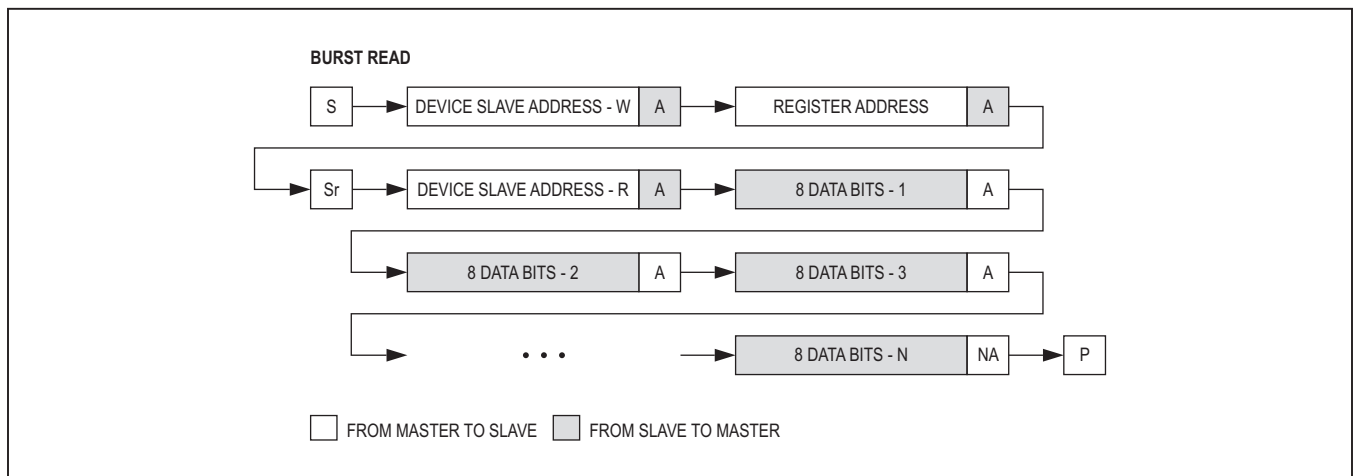 BURST READ
S DEVICE SLAVE ADDRESS - W A REGISTER ADDRESS A
Sr DEVICE SLAVE ADDRESS - R A 8 DATA BITS - 1 A
8 DATA BITS - 2 A 8 DATA BITS - 3 A
• • • 8 DATA BITS - N NA P
FROM MASTER TO SLAVE FROM SLAVE TO MASTER